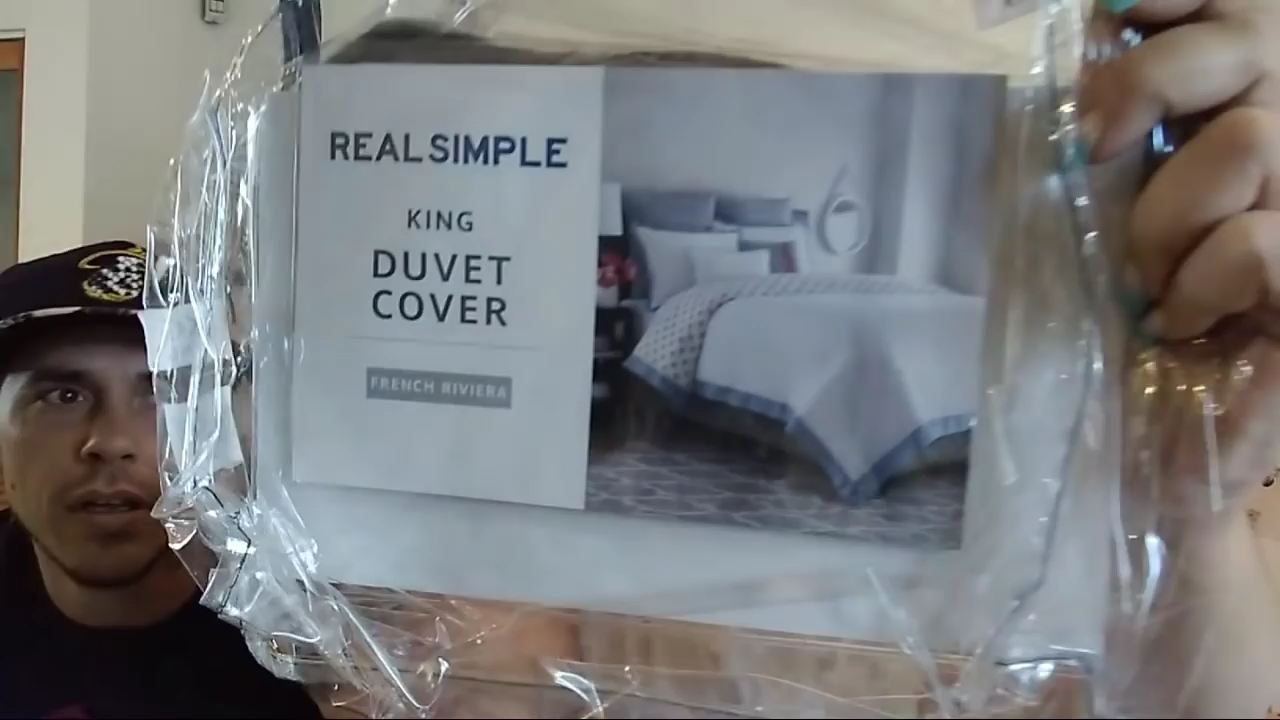 REAL SIMPLE
KING
DUVET
COVER
FRENCH RIVIERA